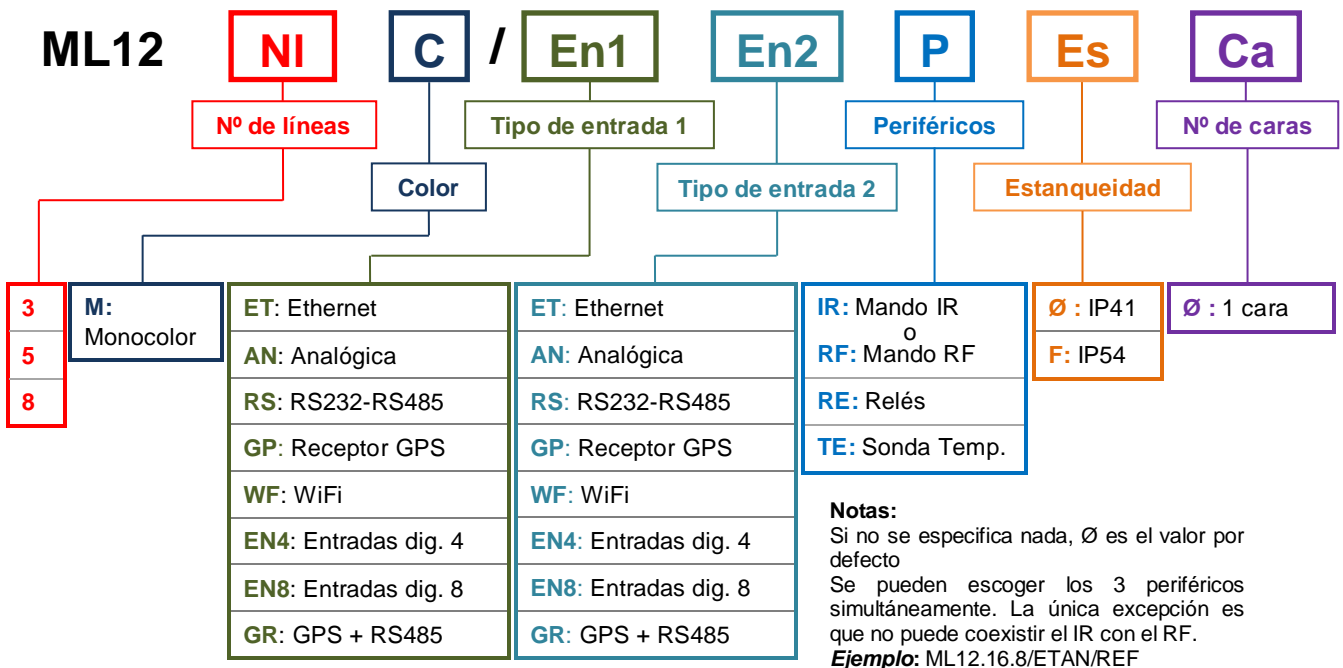 ML12 Nl C / En1 En2 P Es Ca
Nº de líneas
Tipo de entrada 1
Periféricos
Nº de caras
Color
Tipo de entrada 2
Estanqueidad
3
5
8
M:
Monocolor
ET: Ethernet
AN: Analógica
RS: RS232-RS485
GP: Receptor GPS
WF: WiFi
EN4: Entradas dig. 4
EN8: Entradas dig. 8
GR: GPS + RS485
ET: Ethernet
AN: Analógica
RS: RS232-RS485
GP: Receptor GPS
WF: WiFi
EN4: Entradas dig. 4
EN8: Entradas dig. 8
GR: GPS + RS485
IR: Mando IR
o
RF: Mando RF
RE: Relés
TE: Sonda Temp.
Ø : IP41
F: IP54
Ø : 1 cara
Notas:
Si no se especifica nada, Ø es el valor por
defecto
Se pueden escoger los 3 periféricos
simultáneamente. La única excepción es
que no puede coexistir el IR con el RF.
Ejemplo: ML12.16.8/ETAN/REF